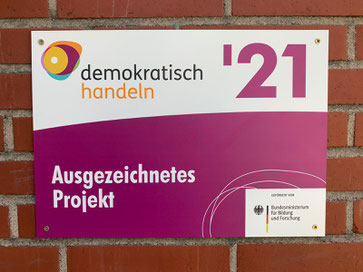 demokratisch
handeln
'21
Ausgezeichnetes
Projekt
GEFÖRDERT VOM
Bundesministerium
für Bildung
und Forschung